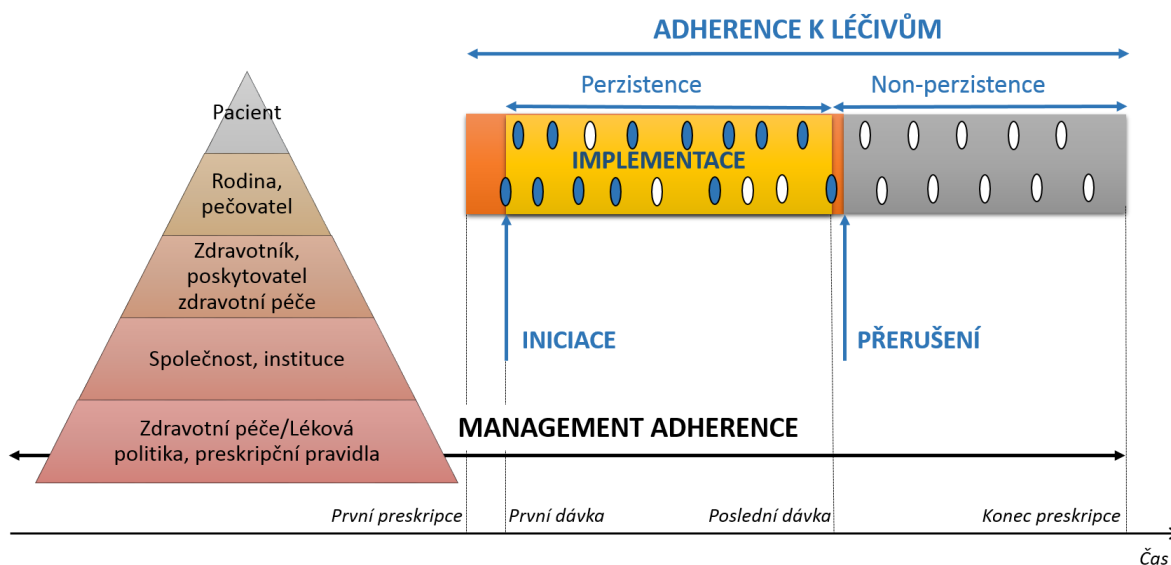 ADHERENCE K LÉČIVŮM
Perzistence
Non-perzistence
Pacient
IMPLEMENTACE
Rodina,
pečovatel
Zdravotník,
poskytovatel
zdravotní péče
INICIACE
PŘERUŠENÍ
Společnost, instituce
Zdravotní péče/Léková
politika, preskripční pravidla
MANAGEMENT ADHERENCE
První preskripce
První dávka
Poslední dávka
Konec preskripce
Čas